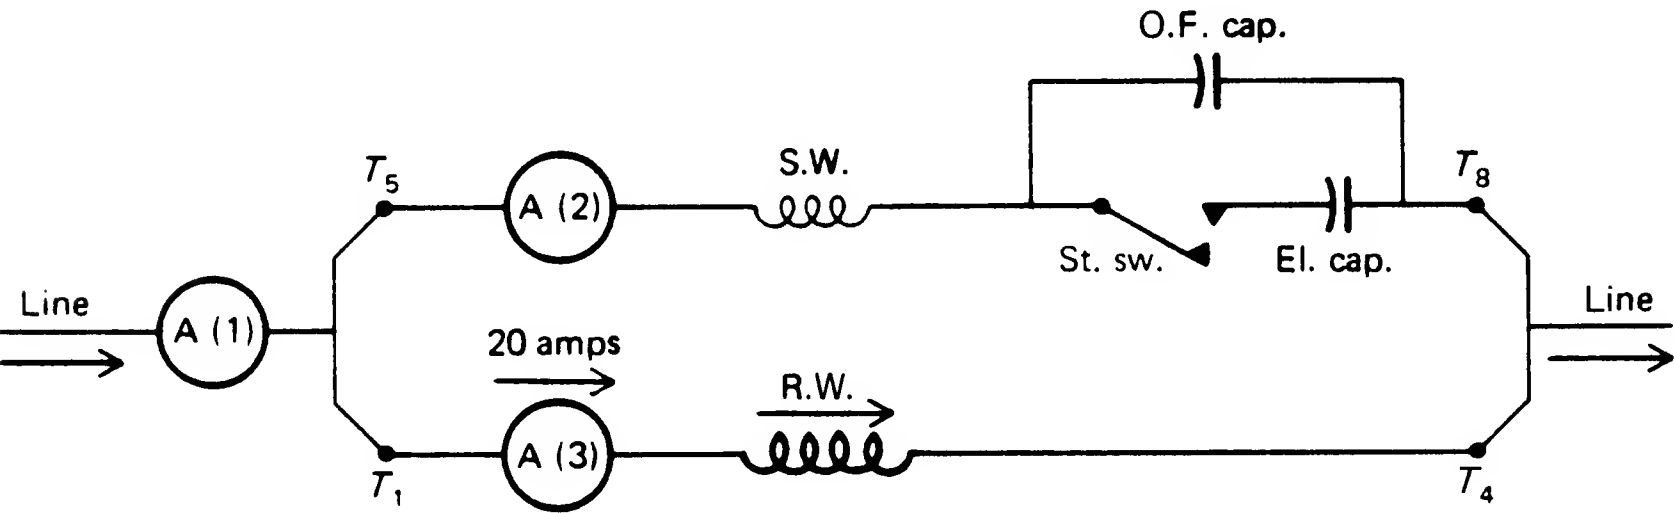 O.F. cap.
T5
A (2)
S.W.
T8
St. sw.
El. cap.
Line
A (1)
Line
20 amps
R.W.
A (3)
T1
T4